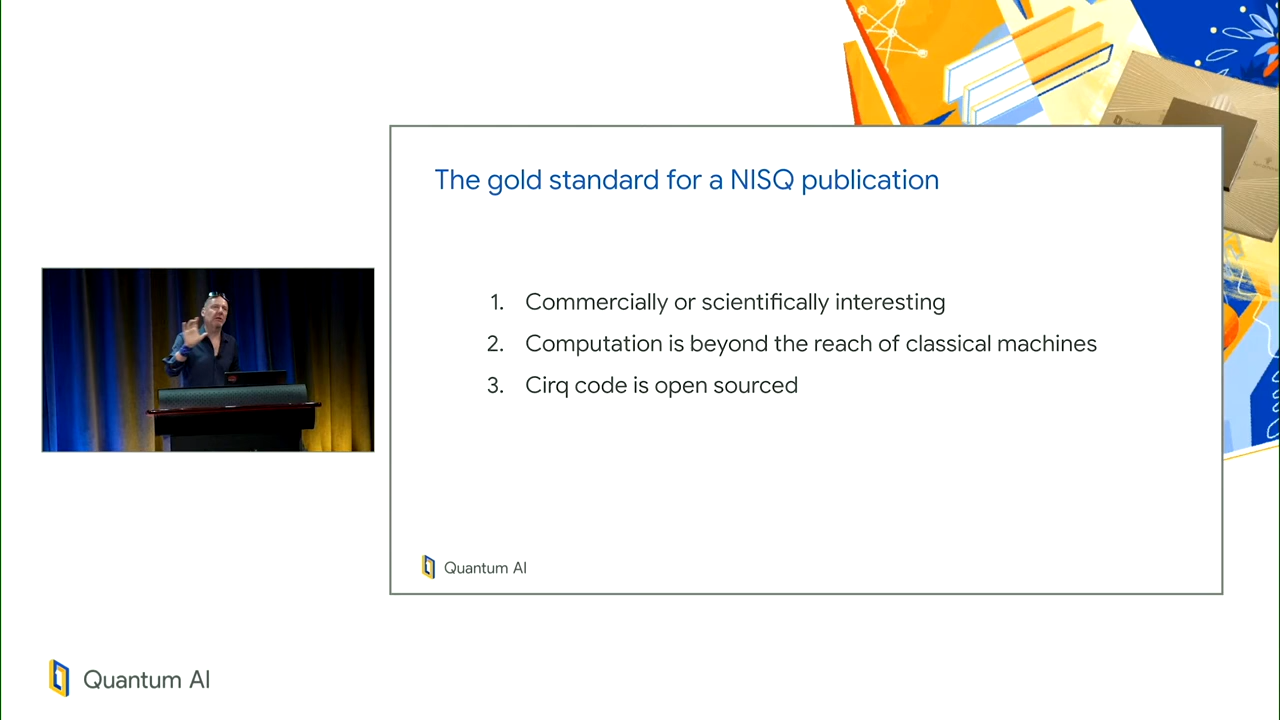 The gold standard for a NISQ publication
1. Commercially or scientifically interesting
2. Computation is beyond the reach of classical machines
3. Cirq code is open sourced
Quantum AI
Quantum AI